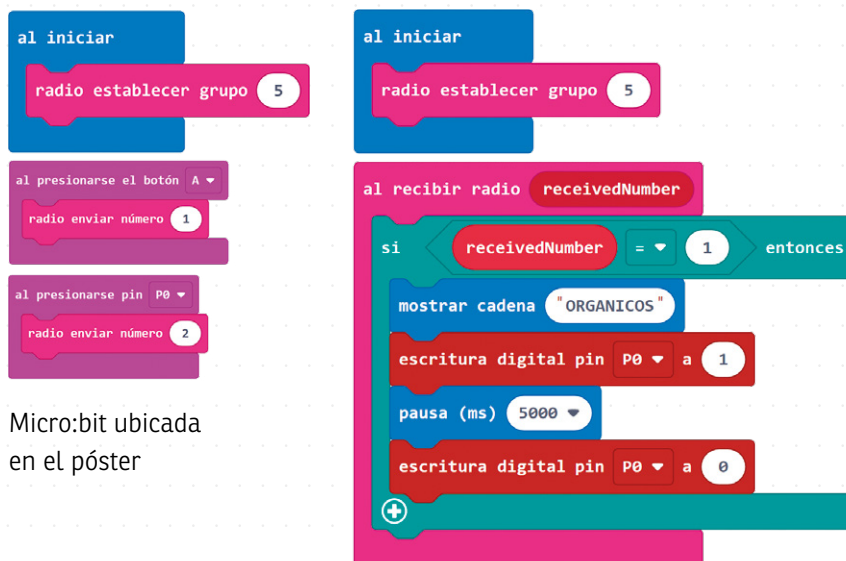 al iniciar
radio establecer grupo 5
al presionarse el botón A
radio enviar número 1
al presionarse pin P0
radio enviar número 2
Micro:bit ubicada
en el póster
al iniciar
radio establecer grupo 5
al recibir radio receivedNumber
si receivedNumber = 1 entonces
mostrar cadena "ORGANICOS"
escritura digital pin P0 a 1
pausa (ms) 5000
escritura digital pin P0 a 0